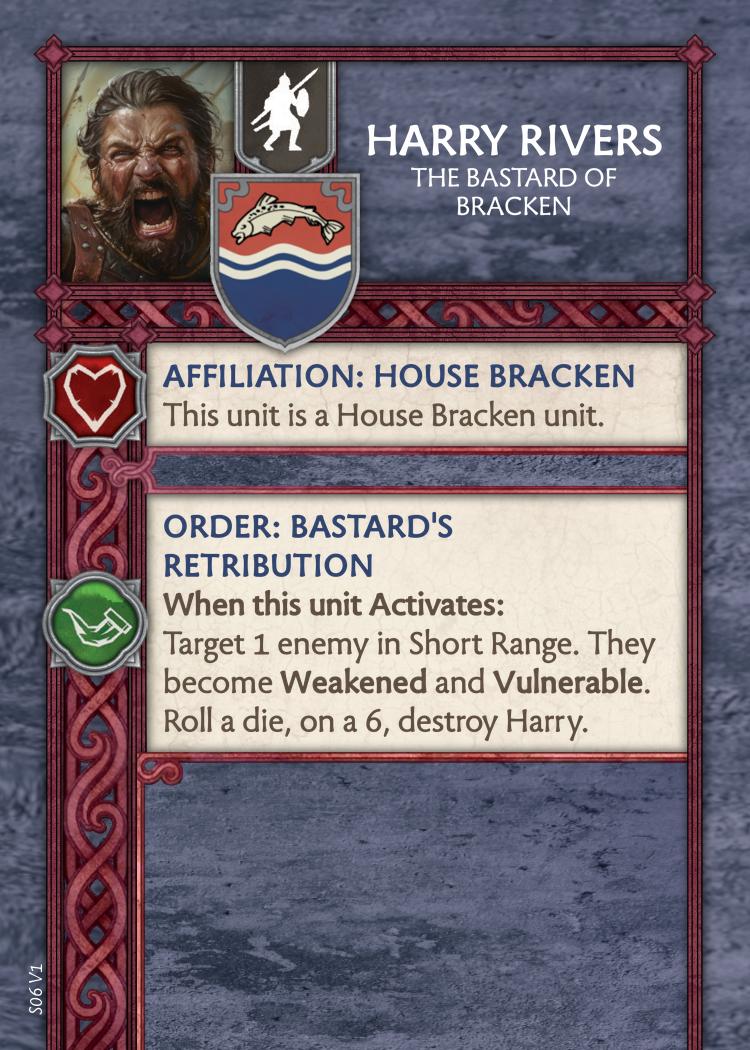 HARRY RIVERS
THE BASTARD OF
BRACKEN
AFFILIATION: HOUSE BRACKEN
This unit is a House Bracken unit.
ORDER: BASTARD'S
RETRIBUTION
When this unit Activates:
Target 1 enemy in Short Range. They
become Weakened and Vulnerable.
Roll a die, on a 6, destroy Harry.
S06 V1